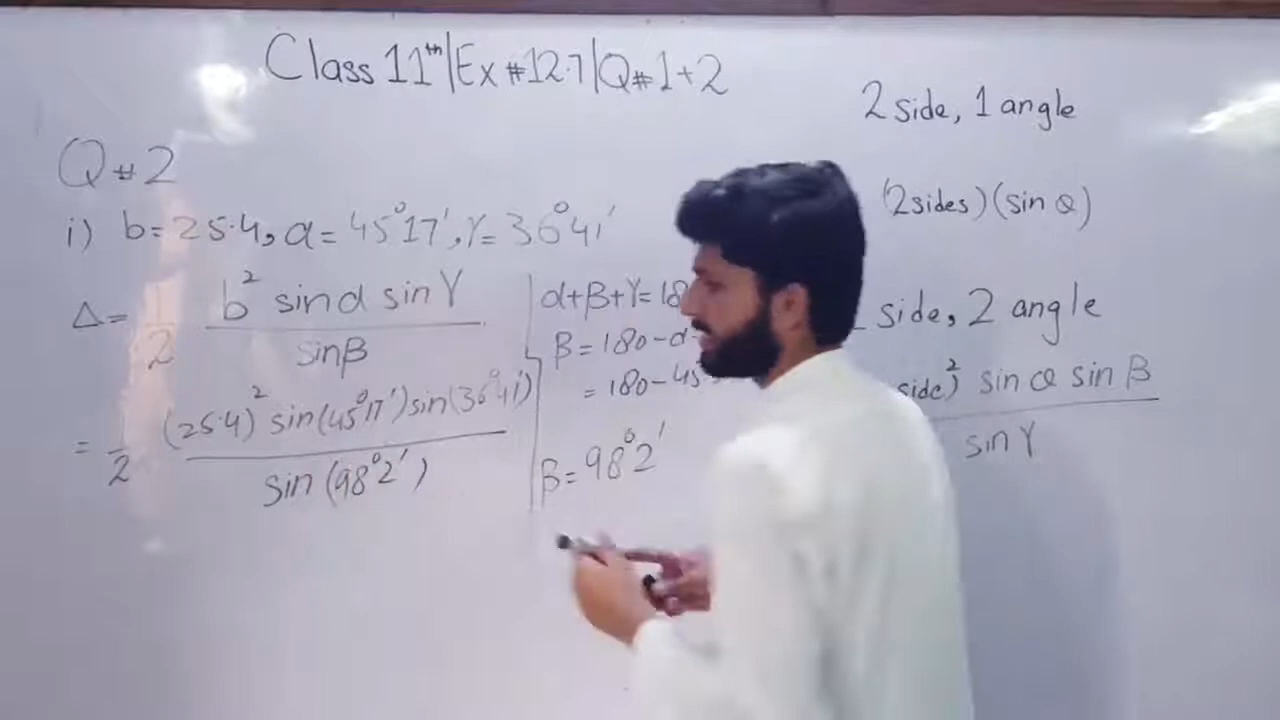 Class 11th | Ex # 12.7 | Q # 1 + 2
Q # 2
i) b = 25.4, α = 45°17', γ = 36°41'
Δ = 1/2 b² sin α sin γ / sin β
= 1/2 (25.4)² sin(45°17') sin(36°41') / sin (98°2')
α + β + γ = 18
β = 180 - α -
= 180 - 45
β = 98°2'
2 side, 1 angle
(2sides) (sin θ)
side, 2 angle
side)² sin θ sin β
sin γ